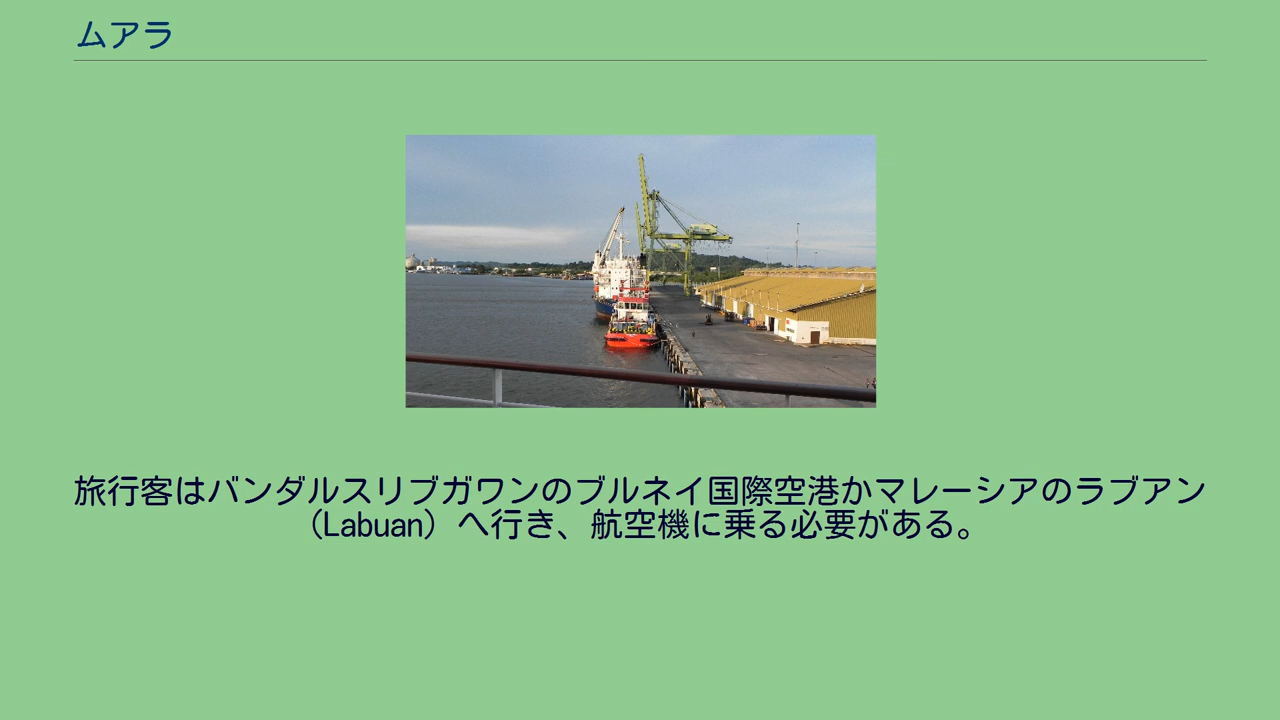 ムアラ
旅行客はバンダルスリブガワンのブルネイ国際空港かマレーシアのラブアン
（Labuan）へ行き、航空機に乗る必要がある。